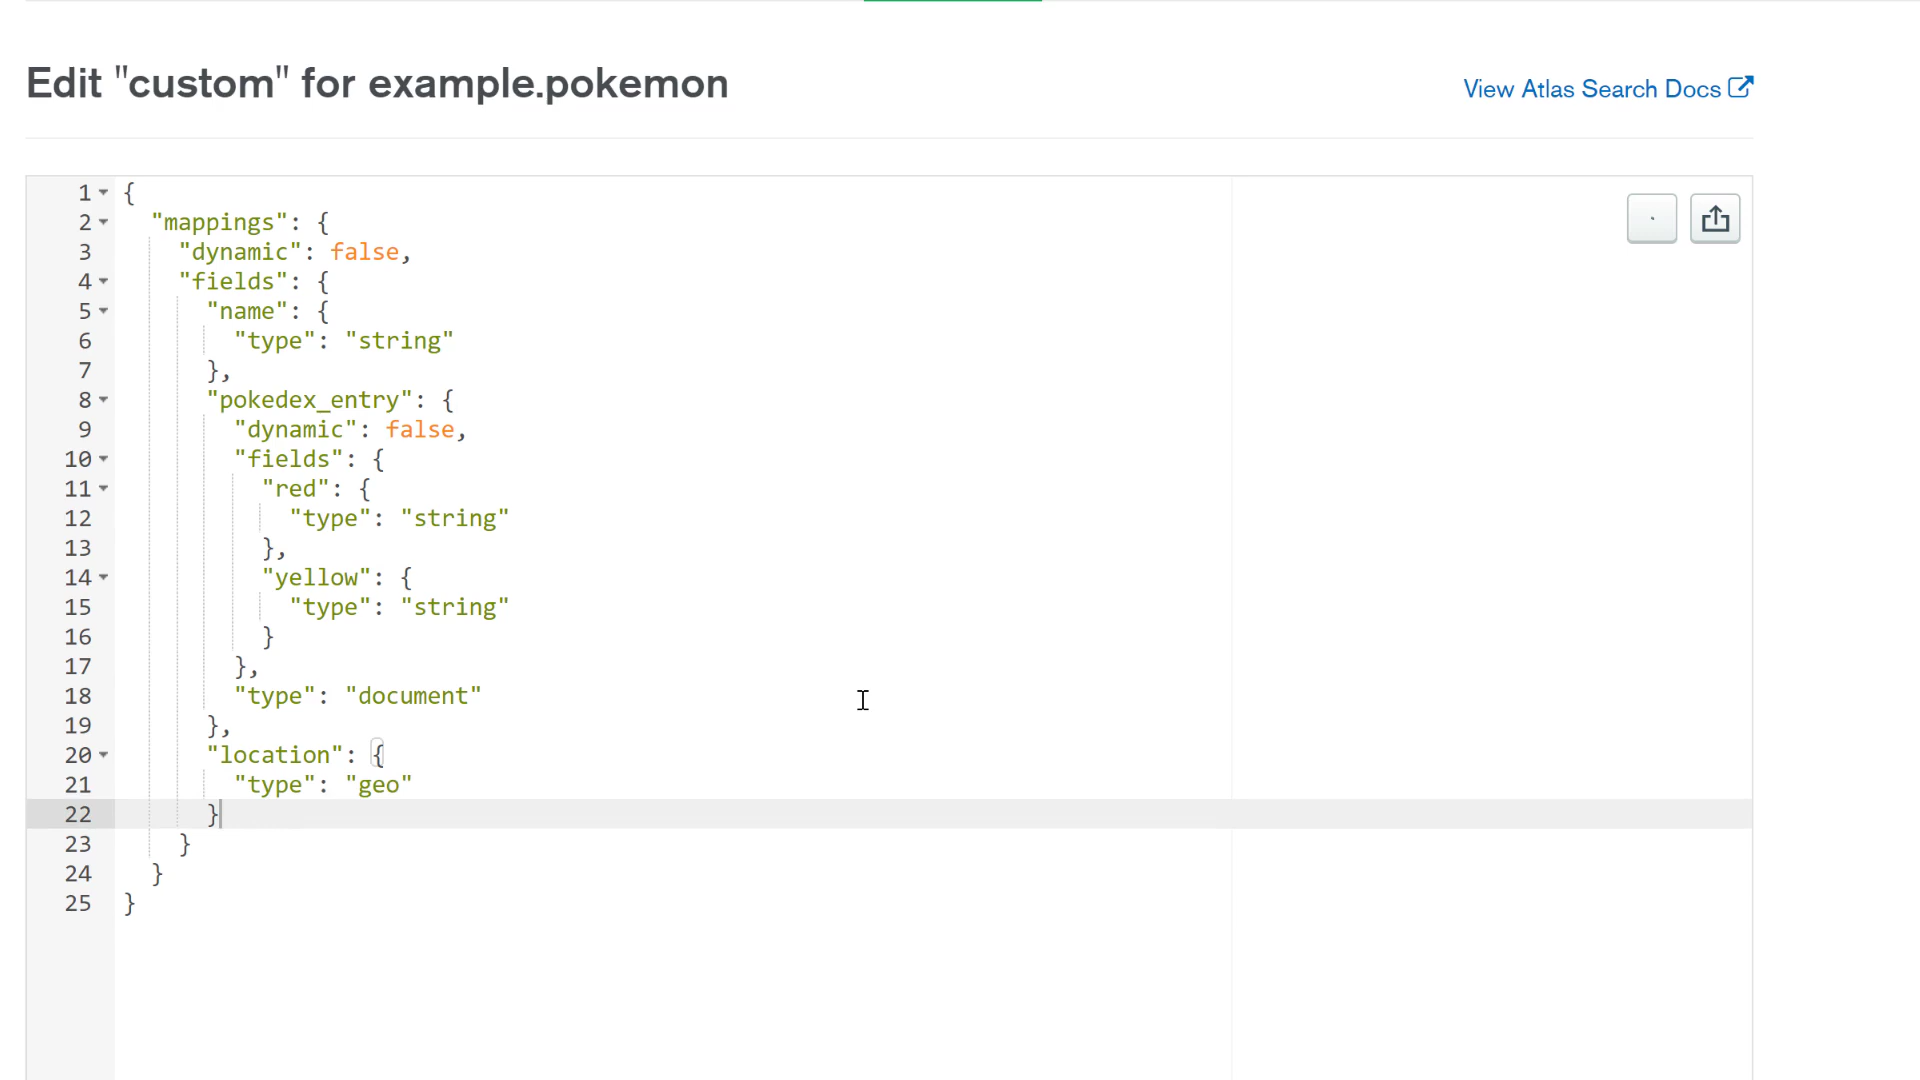 Edit "custom" for example.pokemon
View Atlas Search Docs
1 {
2 "mappings": {
3 "dynamic": false,
4 "fields": {
5 "name": {
6 "type": "string"
7 },
8 "pokedex_entry": {
9 "dynamic": false,
10 "fields": {
11 "red": {
12 "type": "string"
13 },
14 "yellow": {
15 "type": "string"
16 }
17 },
18 "type": "document"
19 },
20 "location": {
21 "type": "geo"
22 }
23 }
24 }
25 }